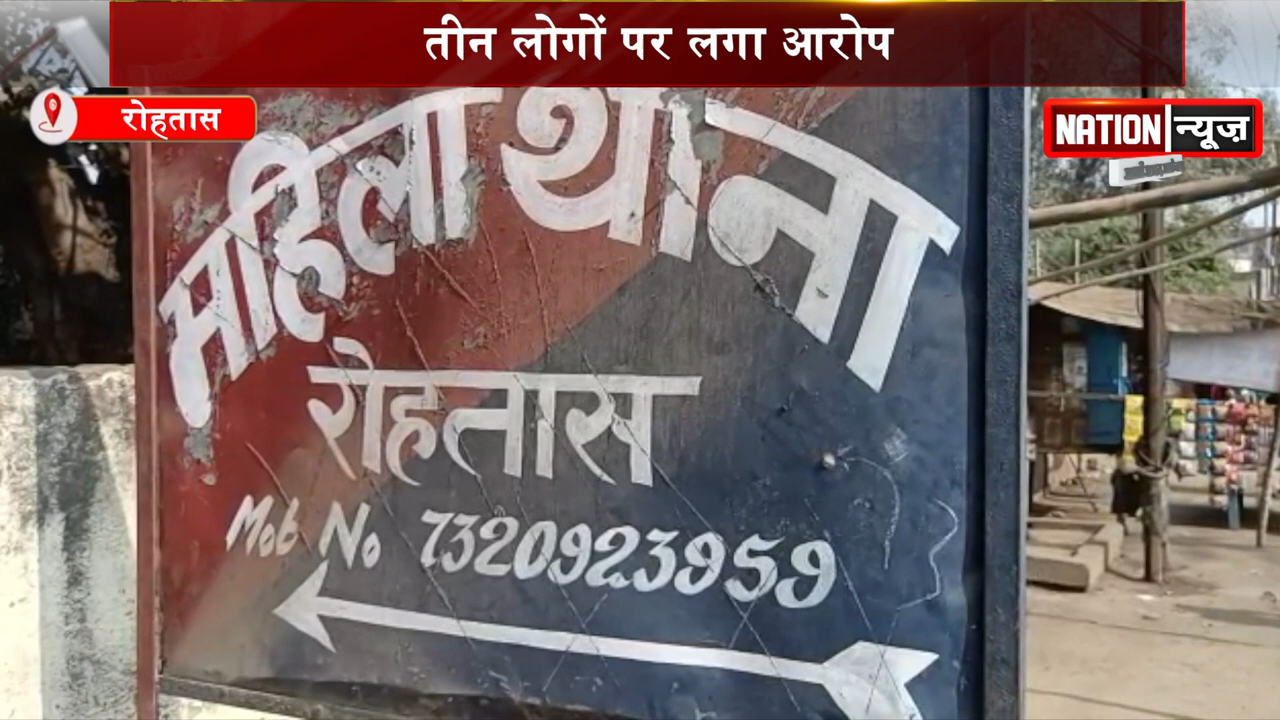 तीन लोगों पर लगा आरोप
रोहतास
NATION न्यूज़
महिला थाना
रोहतास
Mob No 7320923959